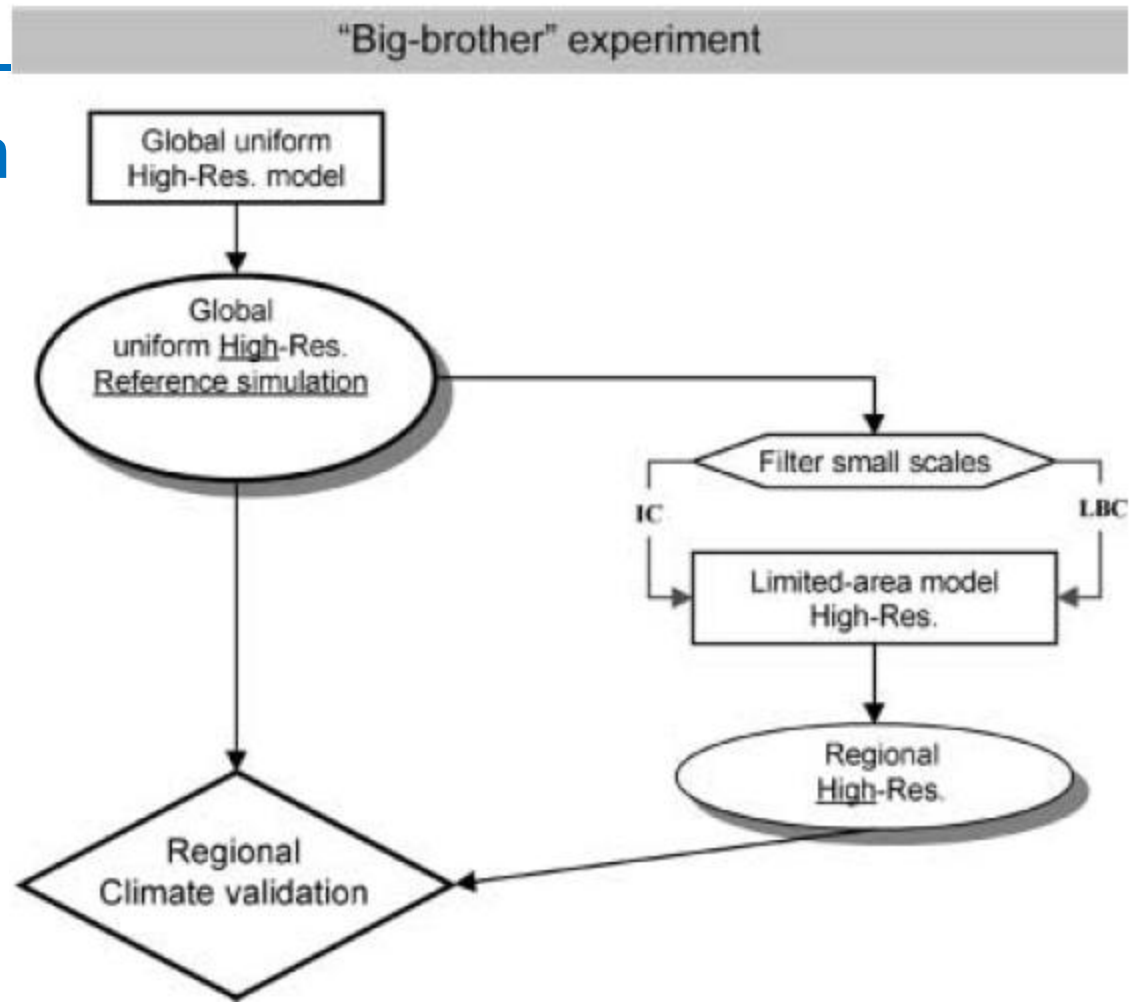 “Big-brother” experiment
n
Global uniform
High-Res. model
Global
uniform High-Res.
Reference simulation
Filter small scales
IC
LBC
Limited-area model
High-Res.
Regional
High-Res.
Regional
Climate validation